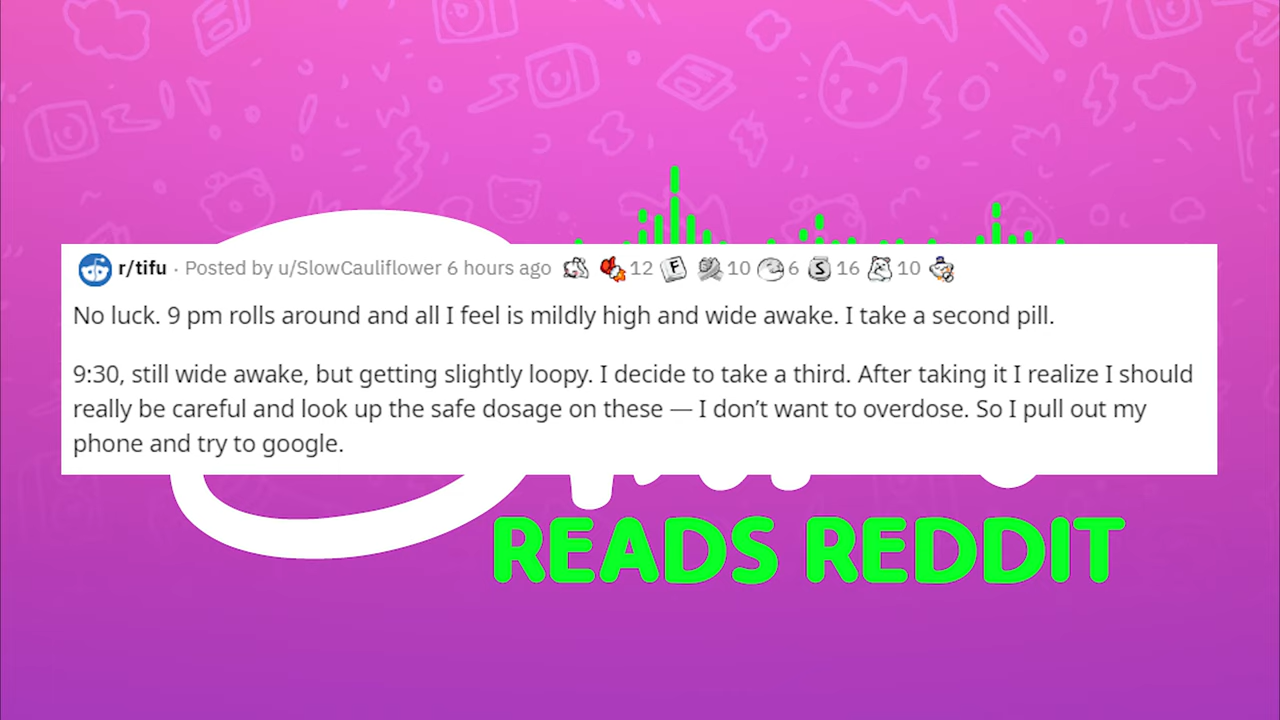 r/tifu · Posted by u/SlowCauliflower 6 hours ago 12 F 10 6 S 16 10
No luck. 9 pm rolls around and all I feel is mildly high and wide awake. I take a second pill.
9:30, still wide awake, but getting slightly loopy. I decide to take a third. After taking it I realize I should
really be careful and look up the safe dosage on these — I don’t want to overdose. So I pull out my
phone and try to google.
READS REDDIT